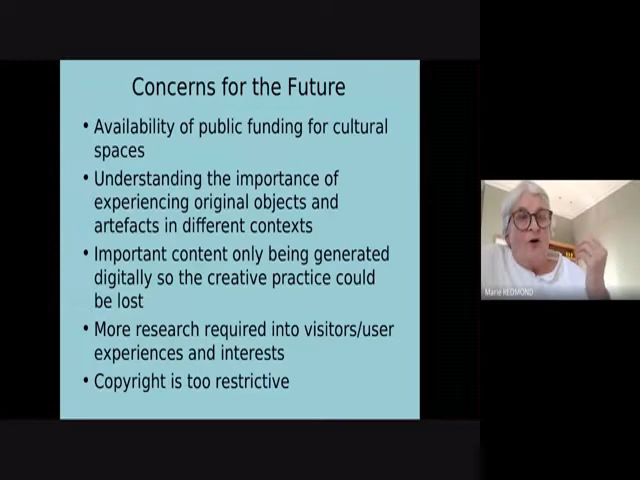 Concerns for the Future
• Availability of public funding for cultural
spaces
• Understanding the importance of
experiencing original objects and
artefacts in different contexts
• Important content only being generated
digitally so the creative practice could
be lost
• More research required into visitors/user
experiences and interests
• Copyright is too restrictive
Marie REDMOND